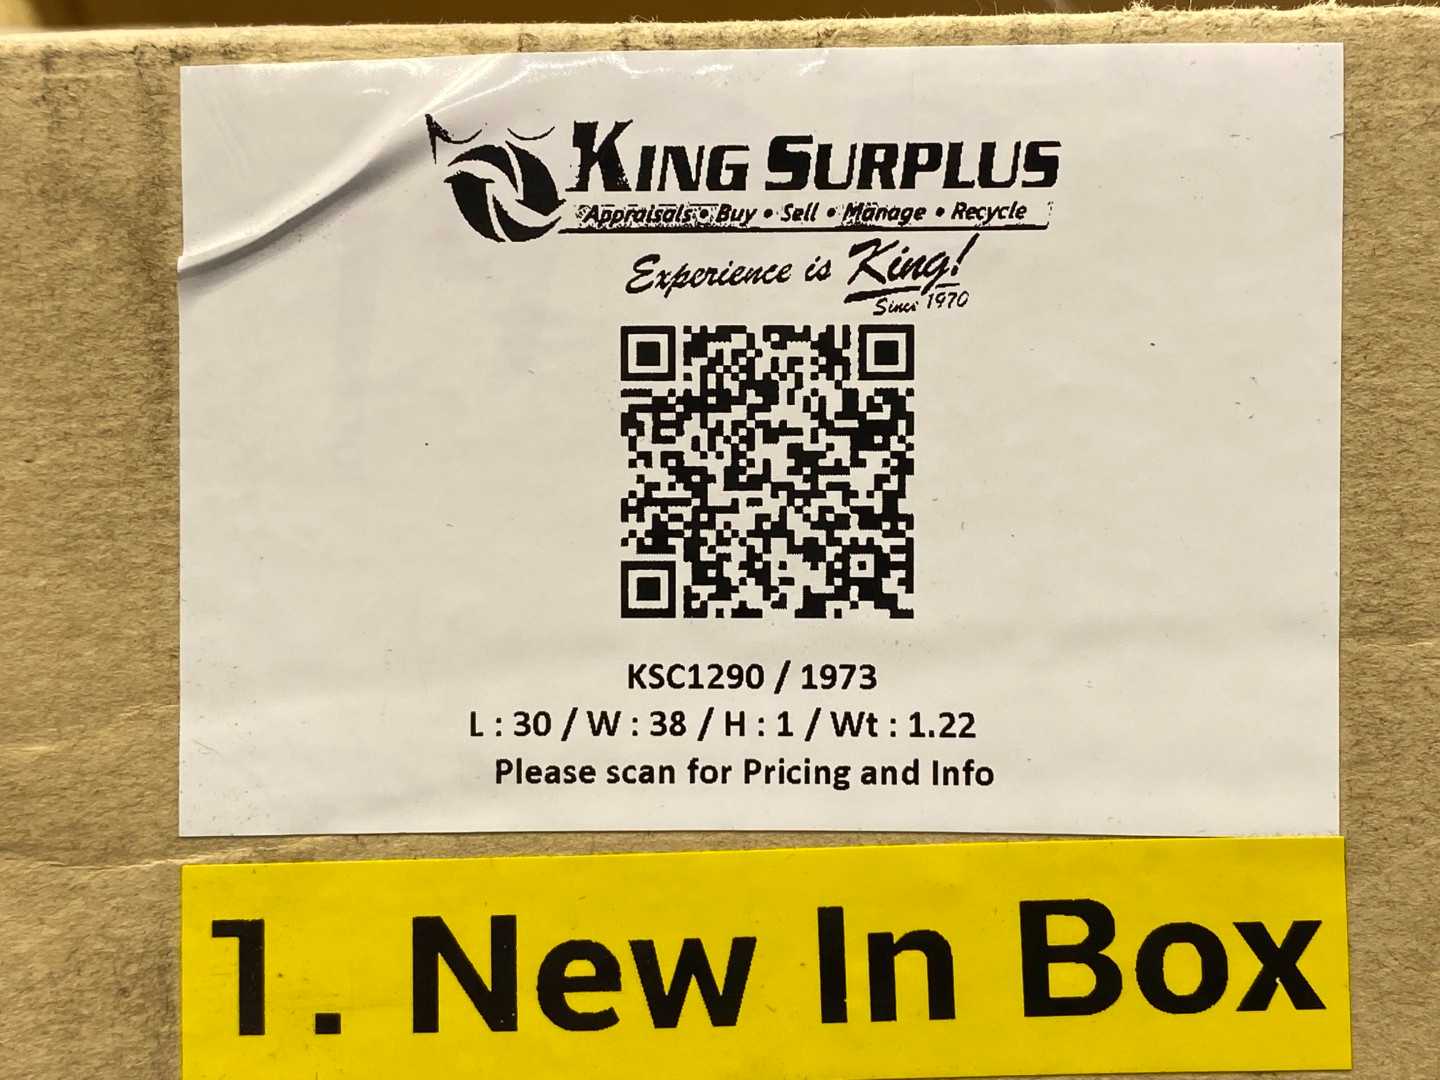 KING SURPLUS
Appraisals • Buy • Sell • Manage • Recycle
Experience is King!
Since 1970
KSC1290 / 1973
L : 30 / W : 38 / H : 1 / Wt : 1.22
Please scan for Pricing and Info
1. New In Box